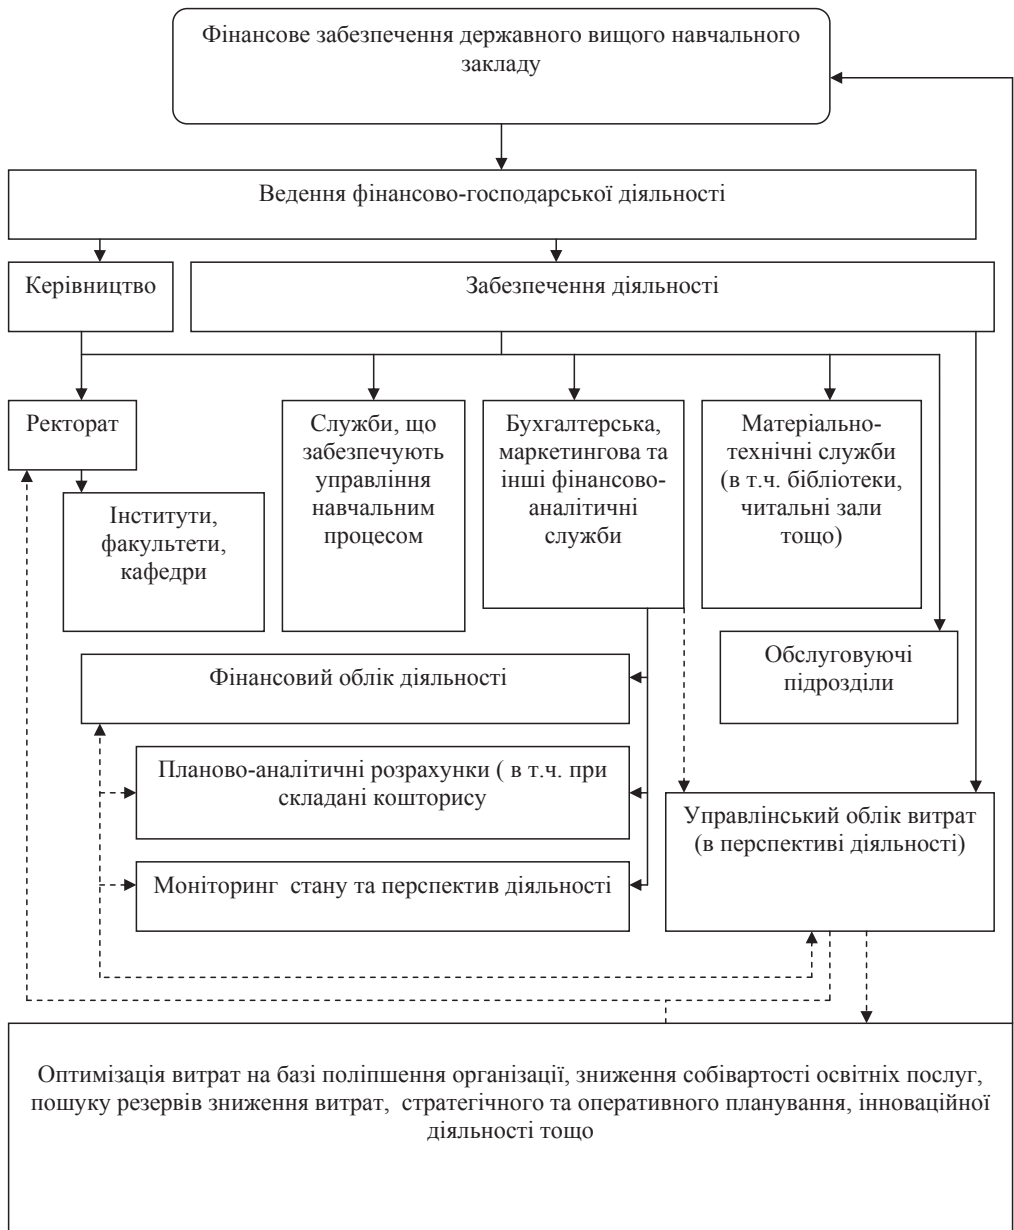 Фінансове забезпечення державного вищого навчального
закладу
Ведення фінансово-господарської діяльності
Керівництво
Забезпечення діяльності
Ректорат
Служби, що
забезпечують
управління
навчальним
процесом
Бухгалтерська,
маркетингова та
інші фінансово-
аналітичні
служби
Матеріально-
технічні служби
(в т.ч. бібліотеки,
читальні зали
тощо)
Інститути,
факультети,
кафедри
Обслуговуючі
підрозділи
Фінансовий облік діяльності
Планово-аналітичні розрахунки ( в т.ч. при
складані кошторису
Управлінський облік витрат
(в перспективі діяльності)
Моніторинг стану та перспектив діяльності
Оптимізація витрат на базі поліпшення організації, зниження собівартості освітніх послуг,
пошуку резервів зниження витрат, стратегічного та оперативного планування, інноваційної
діяльності тощо